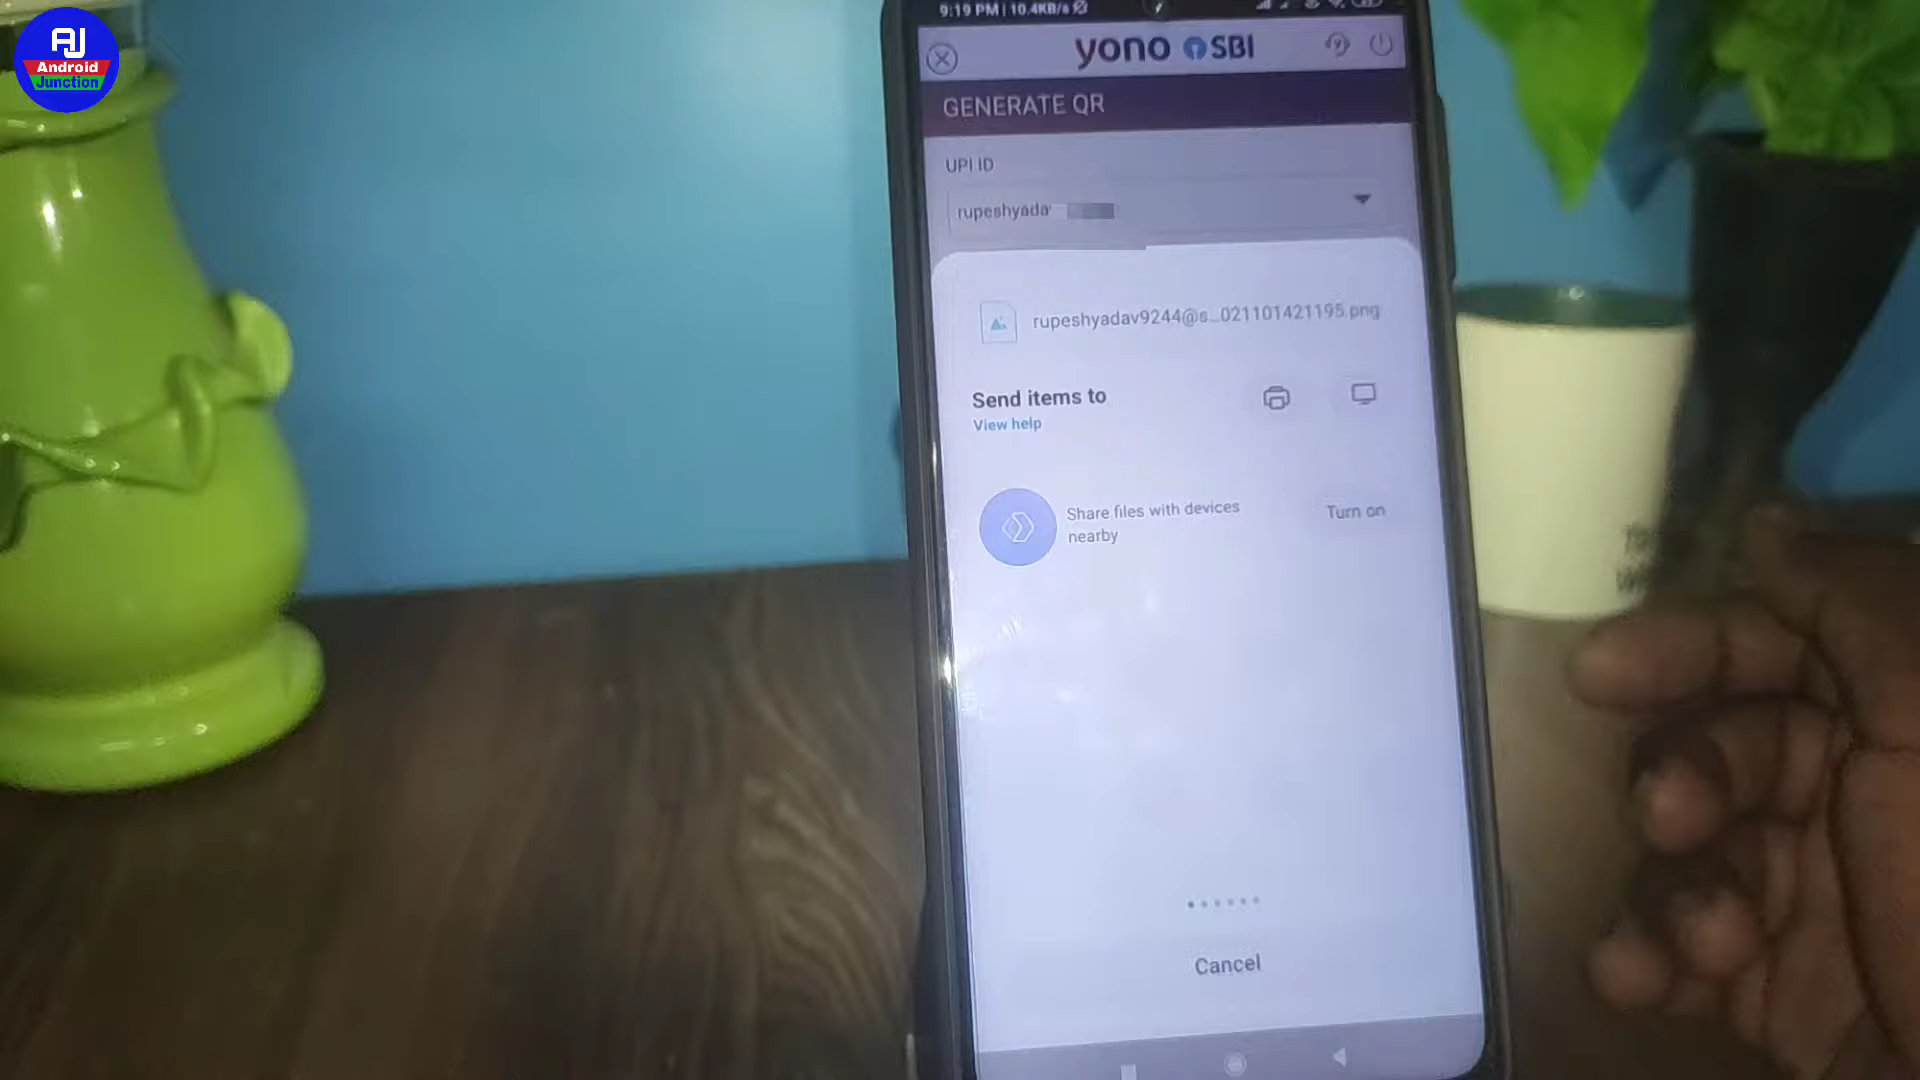 AJ
Android
Junction
9:19 PM | 10.4KB/s
yono SBI
GENERATE QR
UPI ID
rupeshyada
rupeshyadav9244@s...021101421195.png
Send items to
View help
Share files with devices
nearby
Turn on
Cancel